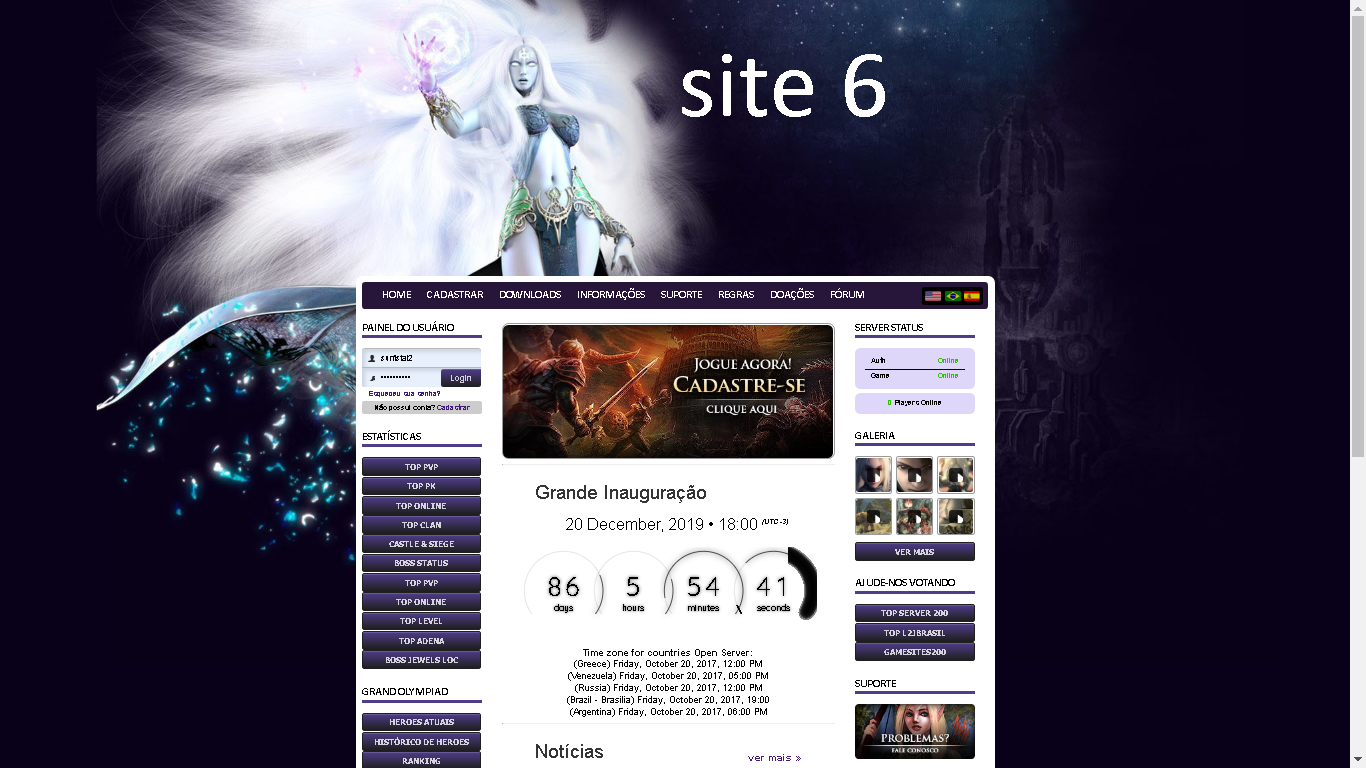 site 6
HOME CADASTRAR DOWNLOADS INFORMAÇÕES SUPORTE REGRAS DOAÇÕES FÓRUM
PAINEL DO USUÁRIO
Login
Esqueceu sua senha?
Não possui conta? Cadastrar
ESTATÍSTICAS
TOP PVP
TOP PK
TOP ONLINE
TOP CLAN
CASTLE & SIEGE
BOSS STATUS
TOP PVP
TOP ONLINE
TOP LEVEL
TOP ADENA
BOSS JEWELS LOC
GRAND OLYMPIAD
HEROES ATUAIS
HISTÓRICO DE HEROES
RANKING
JOGUE AGORA!
CADASTRE-SE
CLIQUE AQUI
Grande Inauguração
20 December, 2019 • 18:00 (UTC -3)
86 5 54 41
days hours minutes seconds
Time zone for countries Open Server:
(Greece) Friday, October 20, 2017, 12:00 PM
(Venezuela) Friday, October 20, 2017, 05:00 PM
(Russia) Friday, October 20, 2017, 12:00 PM
(Brazil - Brasilia) Friday, October 20, 2017, 19:00
(Argentina) Friday, October 20, 2017, 06:00 PM
Notícias
ver mais »
SERVER STATUS
Auth Online
Game Online
0 Players Online
GALERIA
VER MAIS
AJUDE-NOS VOTANDO
TOP SERVER 200
TOP L2JBRASIL
GAMESITES200
SUPORTE
PROBLEMAS?
FALE CONOSCO